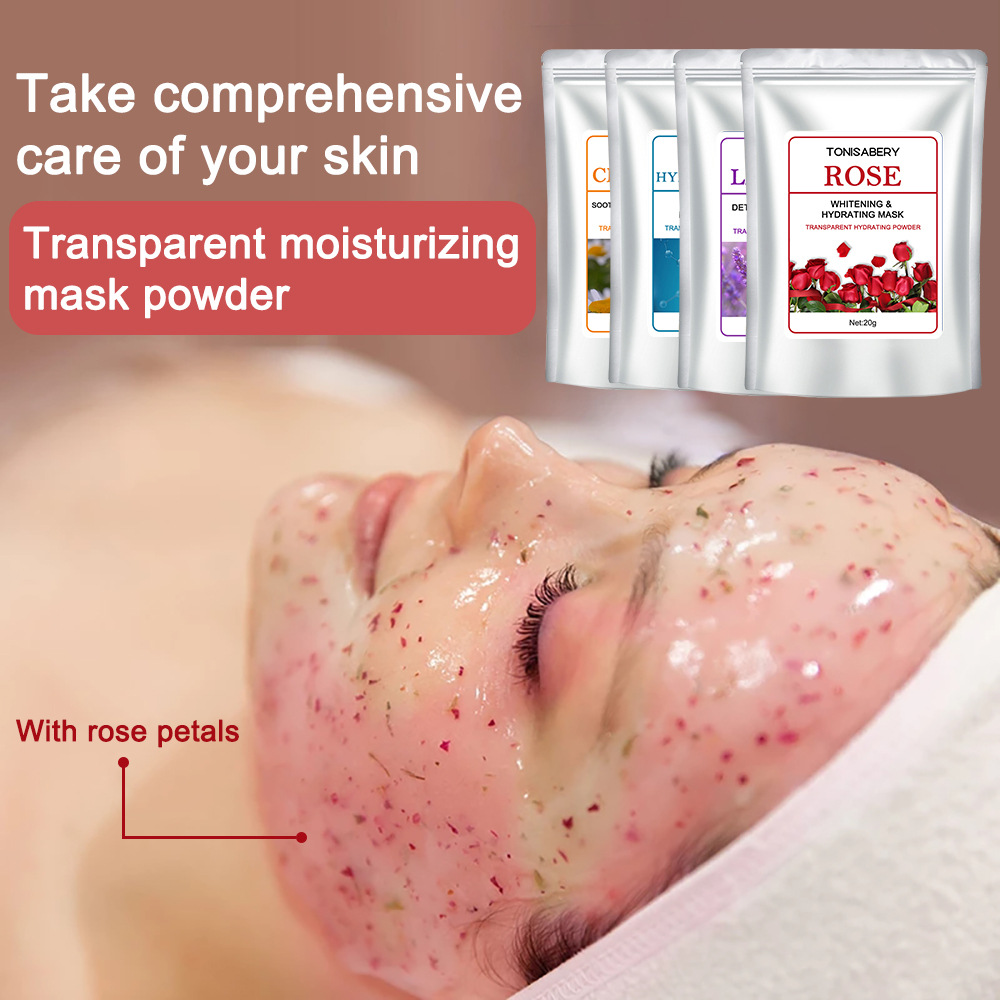 Take comprehensive
care of your skin
Transparent moisturizing
mask powder
TONISABERY
ROSE
WHITENING &
HYDRATING MASK
TRANSPARENT HYDRATING POWDER
Net:20g
With rose petals